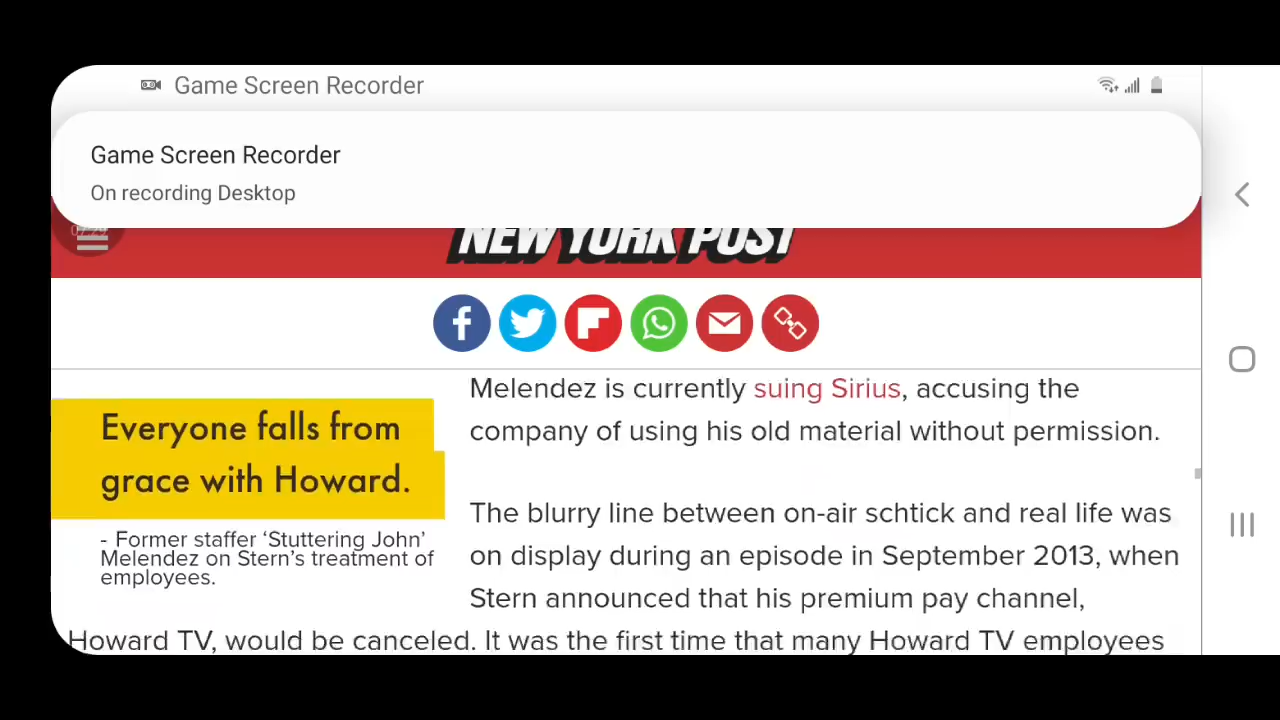 Game Screen Recorder
Game Screen Recorder
On recording Desktop
NEW YORK POST
Melendez is currently suing Sirius, accusing the
company of using his old material without permission.
Everyone falls from
grace with Howard.
- Former staffer ‘Stuttering John’
Melendez on Stern’s treatment of
employees.
The blurry line between on-air schtick and real life was
on display during an episode in September 2013, when
Stern announced that his premium pay channel,
Howard TV, would be canceled. It was the first time that many Howard TV employees